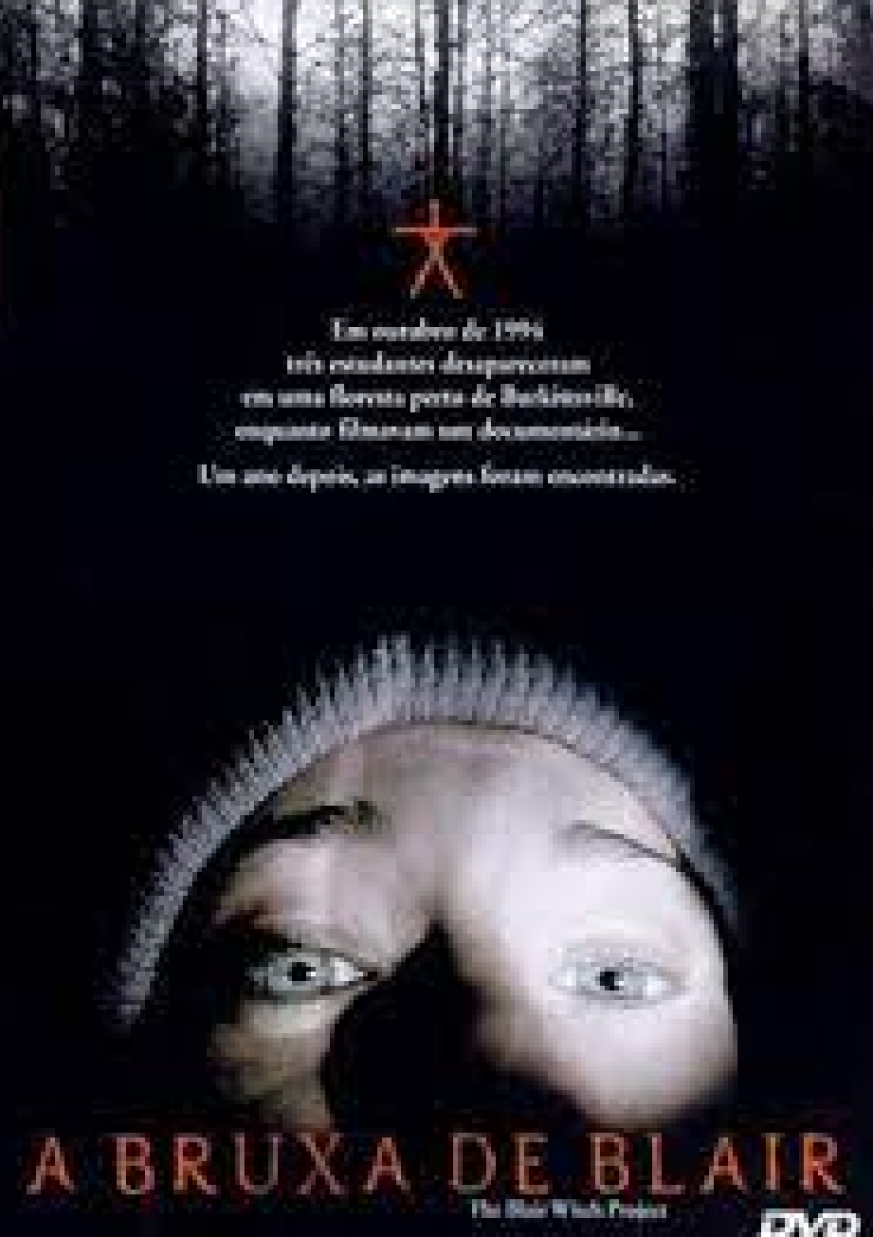 Em outubro de 1994
três estudantes desapareceram
em uma floresta perto de Burkittsville,
enquanto filmavam um documentário...
Um ano depois, as imagens foram encontradas.
A BRUXA DE BLAIR
The Blair Witch Project
DVD